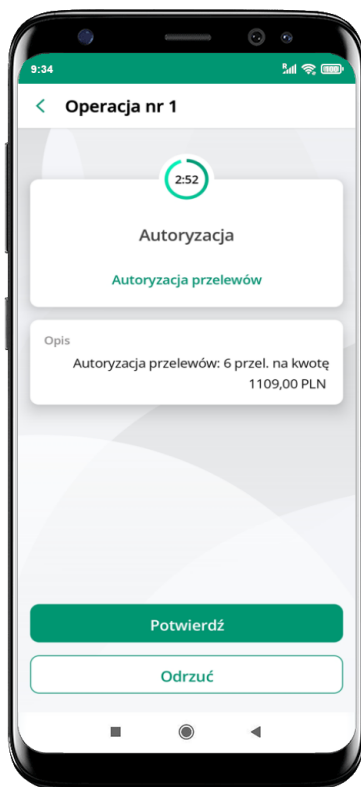 9:34
R
100
Operacja nr 1
2:52
Autoryzacja
Autoryzacja przelewów
Opis
Autoryzacja przelewów: 6 przel. na kwotę
1109,00 PLN
Potwierdź
Odrzuć